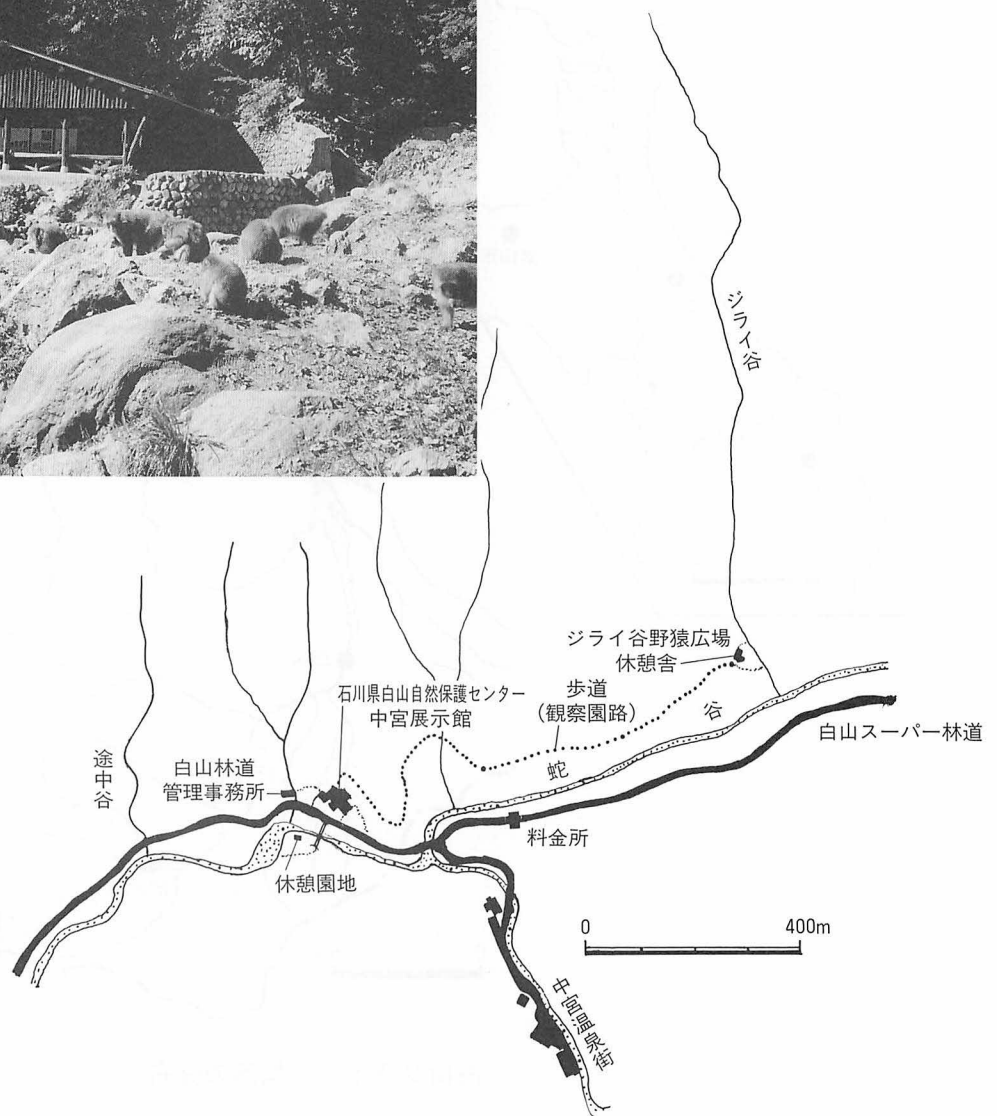 ジライ谷
ジライ谷野猿広場
休憩舎
歩道
(観察園路)
石川県白山自然保護センター
中宮展示館
蛇
谷
白山スーパー林道
途中谷
白山林道
管理事務所
料金所
休憩園地
0 400m
中宮温泉街